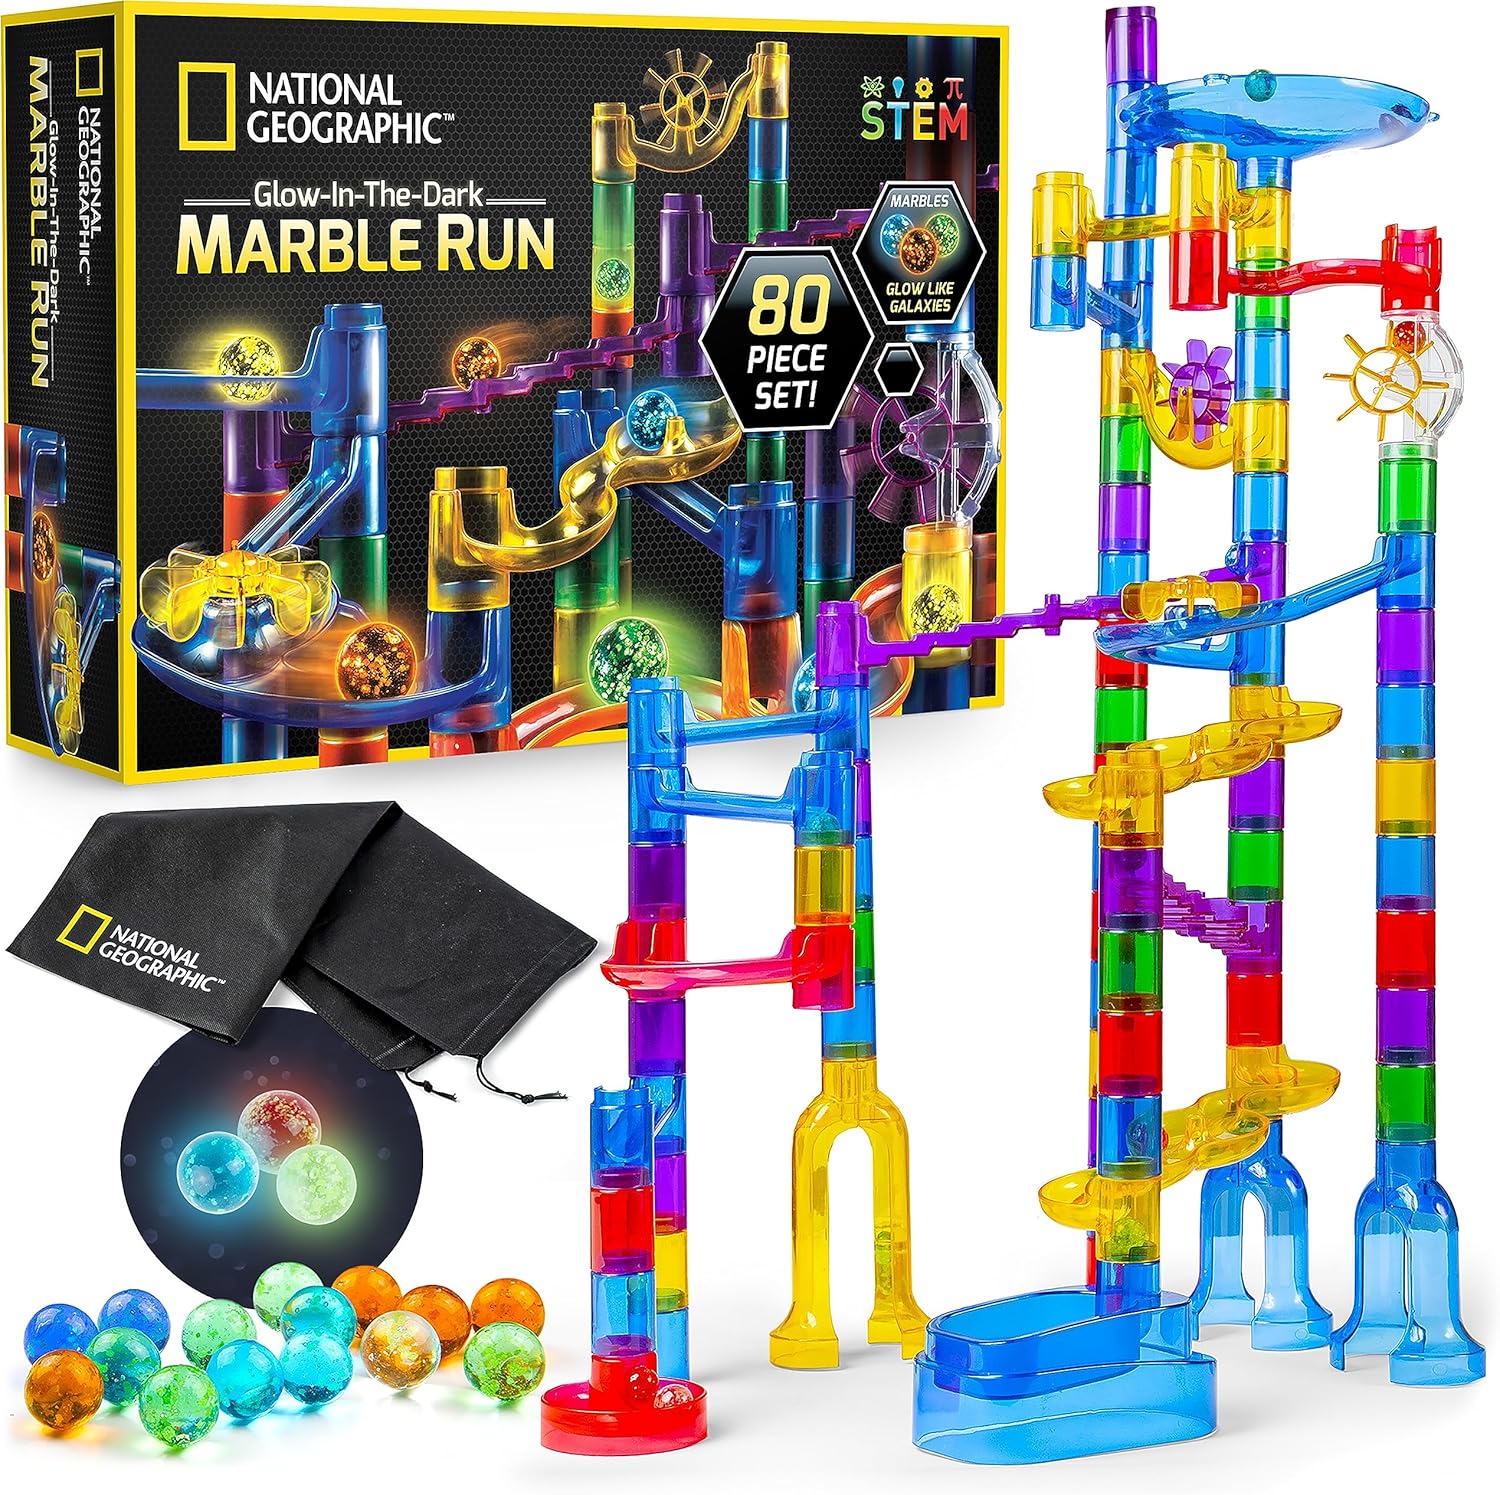 NATIONAL
GEOGRAPHIC™
Glow-In-The-Dark
MARBLE RUN
STEM
MARBLES
GLOW LIKE
GALAXIES
80
PIECE
SET!
NATIONAL
GEOGRAPHIC™
Glow-In-The-Dark
MARBLE RUN
NATIONAL
GEOGRAPHIC™